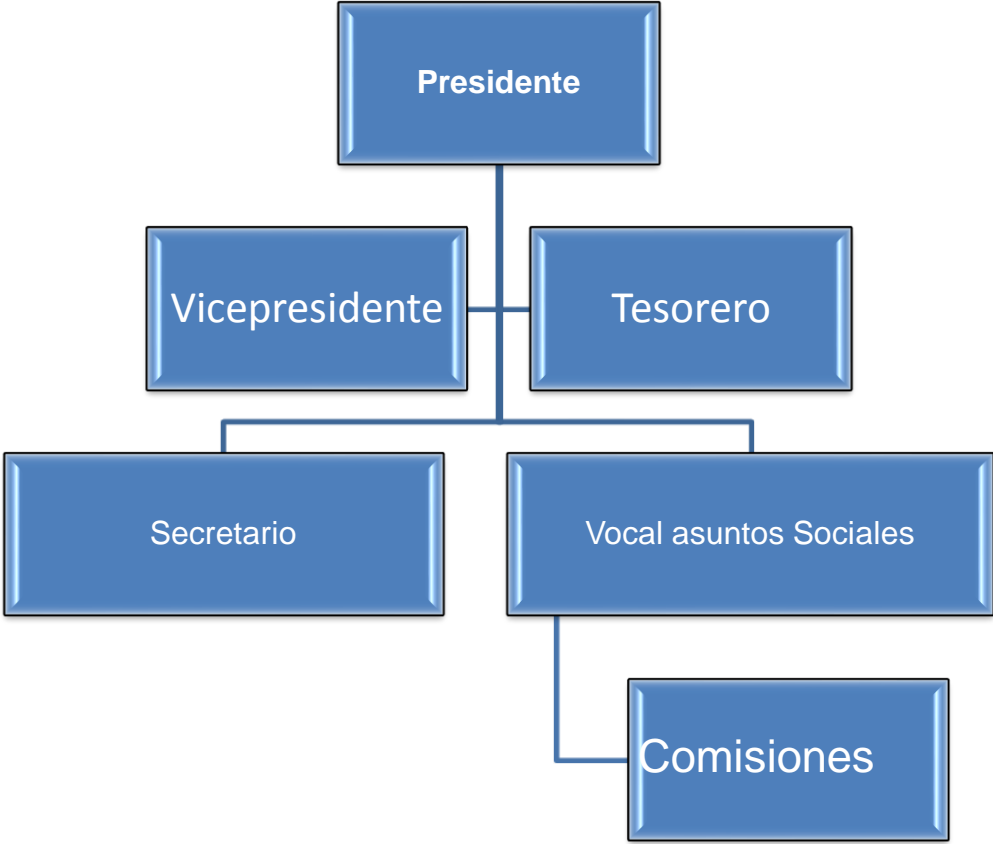 Presidente
Vicepresidente
Tesorero
Secretario
Vocal asuntos Sociales
Comisiones